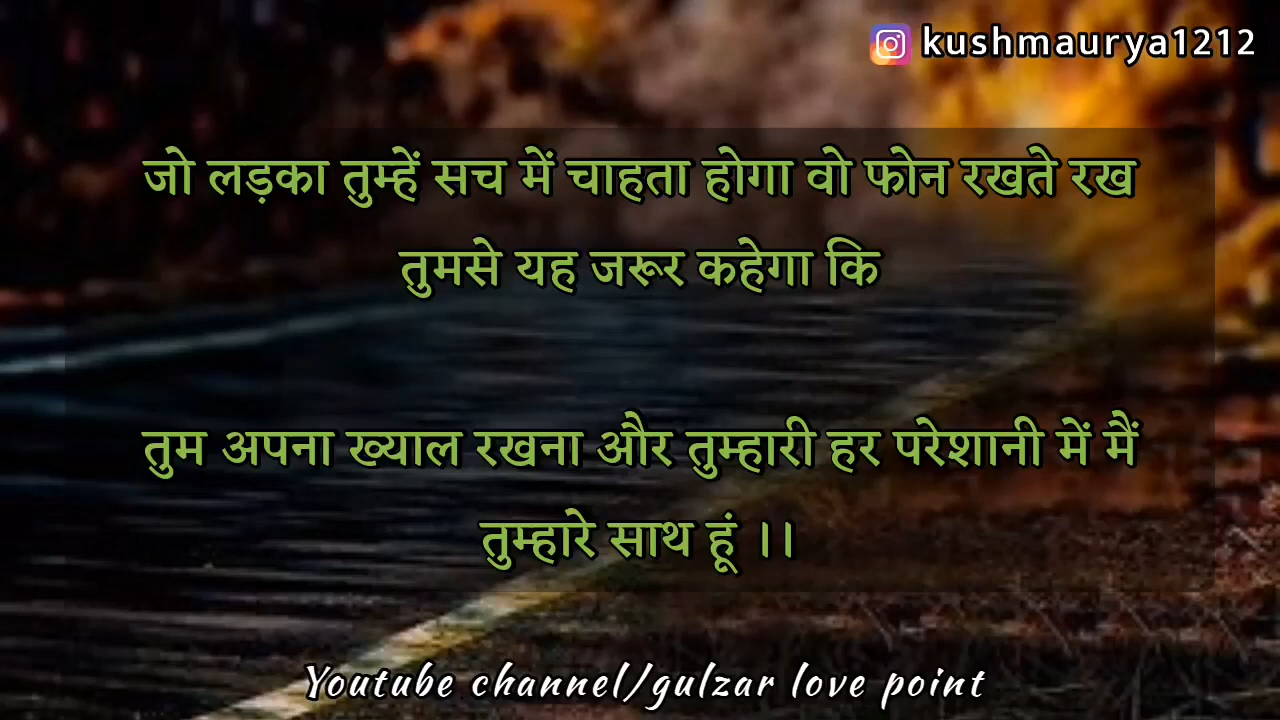 kushmaurya1212
जो लड़का तुम्हें सच में चाहता होगा वो फोन रखते रख
तुमसे यह जरूर कहेगा कि
तुम अपना ख्याल रखना और तुम्हारी हर परेशानी में मैं
तुम्हारे साथ हूं ।।
Youtube channel/gulzar love point